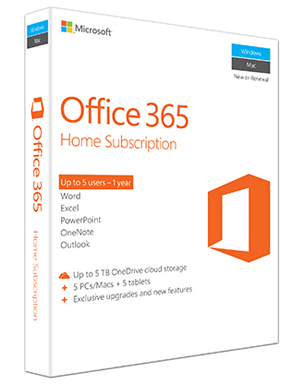 Microsoft
Windows
Mac
New or Renewal
Office 365
Home Subscription
Up to 5 users – 1 year
Word
Excel
PowerPoint
OneNote
Outlook
Up to 5 TB OneDrive cloud storage
+ 5 PCs/Macs + 5 tablets
+ Exclusive upgrades and new features
Windows
Mac
Office 365
Home Subscription